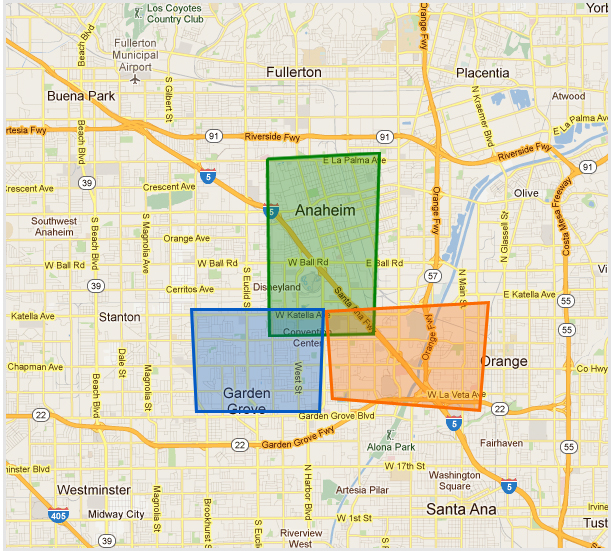 Los Coyotes
Country Club
Orange Fwy
Beach Blvd
Fullerton
Municipal
Airport
Fullerton
Placentia
S Gilbert St
Buena Park
N Kraemer Blvd
Atwood
E La Palma Ave
artesia Fwy
Beach Blvd
91
Riverside Fwy
91
Riverside Fwy
E La Palma Ave
91
5
39
Crescent Ave
Crescent Ave
Orange Fwy
Olive
Costa Mesa Freeway
5
Anaheim
Southwest
Anaheim
S Beach Blvd
S Magnolia Ave
Orange Ave
N Glassell St
W Ball Rd
W Ball Rd
E Ball Rd
S Euclid St
57
N Main St
39
Cerritos Ave
Disneyland
Santa Ana Fwy
E Katella Ave
55
Katella Ave
Stanton
W Katella Ave
Convention
Center
Orange Fwy
55
Dale St
Chapman Ave
Magnolia St
West St
Orange
Co Hwy
Beach Blvd
Garden
Grove
W La Veta Ave
22
Garden Grove Blvd
22
5
22
Garden Grove Fwy
Alona Park
Fairhaven
55
minster Blvd
W 17th St
Washington
Square
5
Westminster
Magnolia St
Brookhurst S
S Euclid
N Harbor Blvd
Artesia Pilar
Irvine
405
Midway City
W 1st St
Santa Ana
Tust
39
Riverview
West